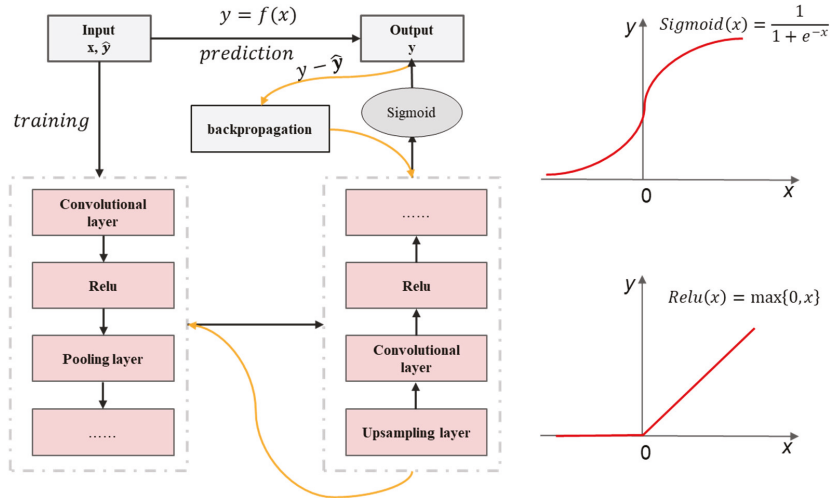 Input
x, ŷ
y = f(x)
prediction
Output
y
y − ŷ
training
backpropagation
Sigmoid
Convolutional
layer
Relu
Pooling layer
......
......
Relu
Convolutional
layer
Upsampling layer
y
Sigmoid(x) = 1 / (1 + e^{-x})
0
x
y
Relu(x) = max{0, x}
0
x